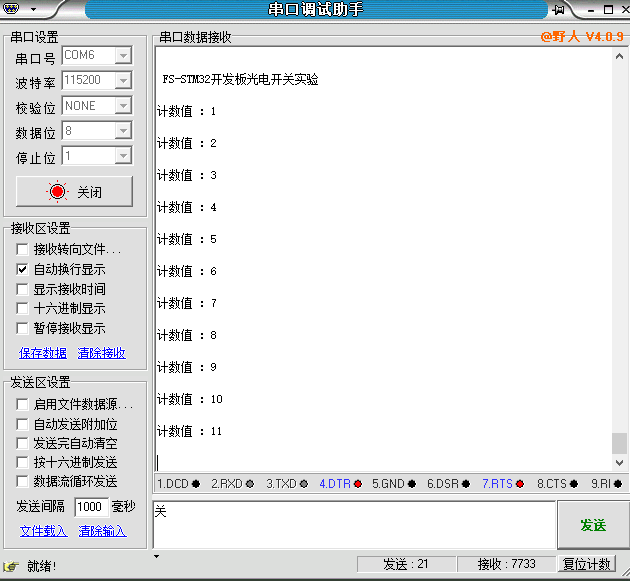 串口调试助手
串口设置
串口号 COM6
波特率 115200
校验位 NONE
数据位 8
停止位 1
关闭
接收区设置
接收转向文件...
自动换行显示
显示接收时间
十六进制显示
暂停接收显示
保存数据 清除接收
发送区设置
启用文件数据源...
自动发送附加位
发送完自动清空
按十六进制发送
数据流循环发送
发送间隔 1000 毫秒
文件载入 清除输入
就绪!
串口数据接收
@野人 V4.0.9
FS-STM32开发板光电开关实验
计数值 : 1
计数值 : 2
计数值 : 3
计数值 : 4
计数值 : 5
计数值 : 6
计数值 : 7
计数值 : 8
计数值 : 9
计数值 : 10
计数值 : 11
1.DCD 2.RXD 3.TXD 4.DTR 5.GND 6.DSR 7.RTS 8.CTS 9.RI
关
发送
发送 : 21 接收 : 7733 复位计数